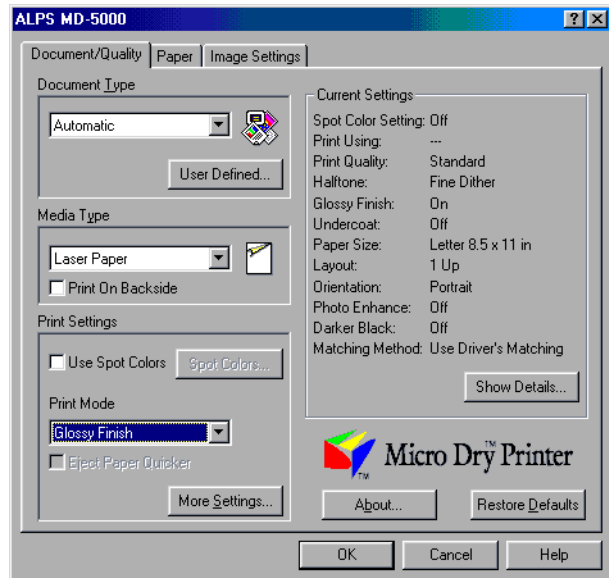 ALPS MD-5000
Document/Quality
Paper
Image Settings
Document Type
Automatic
User Defined...
Media Type
Laser Paper
Print On Backside
Print Settings
Use Spot Colors
Spot Colors...
Print Mode
Glossy Finish
Eject Paper Quicker
More Settings...
Current Settings
Spot Color Setting: Off
Print Using: ---
Print Quality: Standard
Halftone: Fine Dither
Glossy Finish: On
Undercoat: Off
Paper Size: Letter 8.5 x 11 in
Layout: 1 Up
Orientation: Portrait
Photo Enhance: Off
Darker Black: Off
Matching Method: Use Driver's Matching
Show Details...
Micro Dry™ Printer
TM
About...
Restore Defaults
OK
Cancel
Help